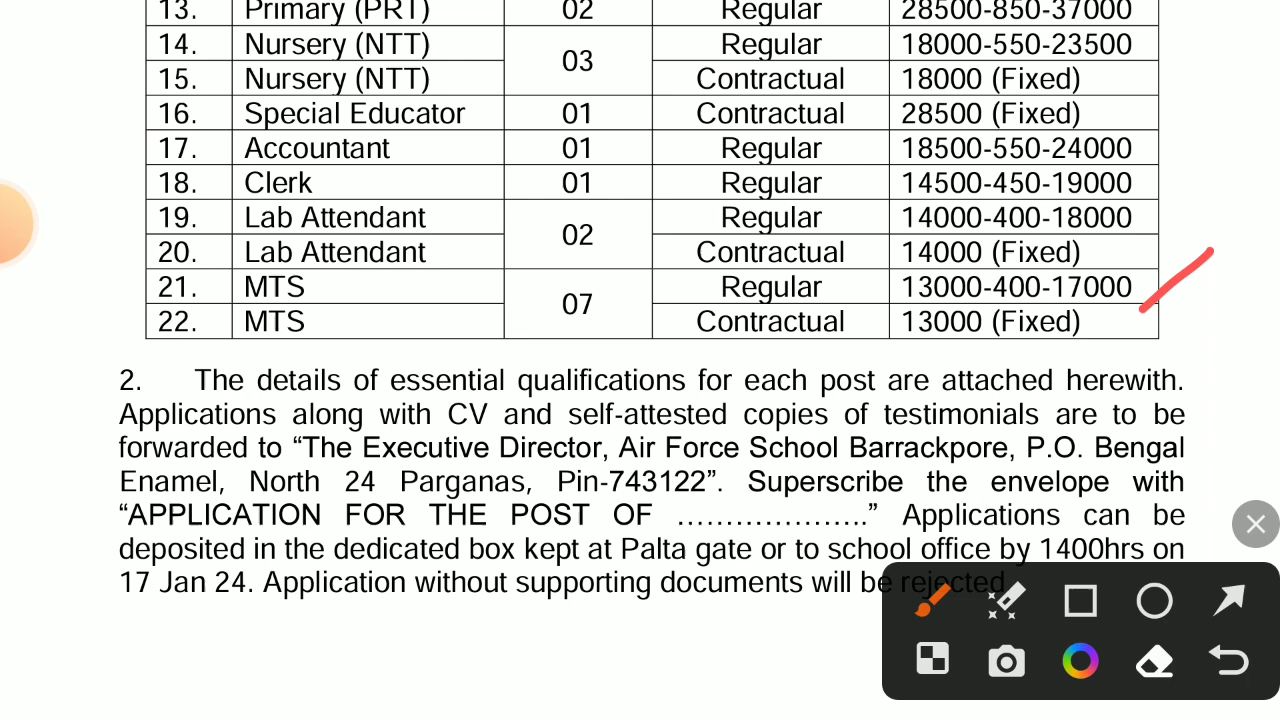 13. Primary (PRT) 02 Regular 28500-850-37000
14. Nursery (NTT) 03 Regular 18000-550-23500
15. Nursery (NTT) Contractual 18000 (Fixed)
16. Special Educator 01 Contractual 28500 (Fixed)
17. Accountant 01 Regular 18500-550-24000
18. Clerk 01 Regular 14500-450-19000
19. Lab Attendant 02 Regular 14000-400-18000
20. Lab Attendant Contractual 14000 (Fixed)
21. MTS 07 Regular 13000-400-17000
22. MTS Contractual 13000 (Fixed)
2. The details of essential qualifications for each post are attached herewith.
Applications along with CV and self-attested copies of testimonials are to be
forwarded to “The Executive Director, Air Force School Barrackpore, P.O. Bengal
Enamel, North 24 Parganas, Pin-743122”. Superscribe the envelope with
“APPLICATION FOR THE POST OF ………………..” Applications can be
deposited in the dedicated box kept at Palta gate or to school office by 1400hrs on
17 Jan 24. Application without supporting documents will be rejected.